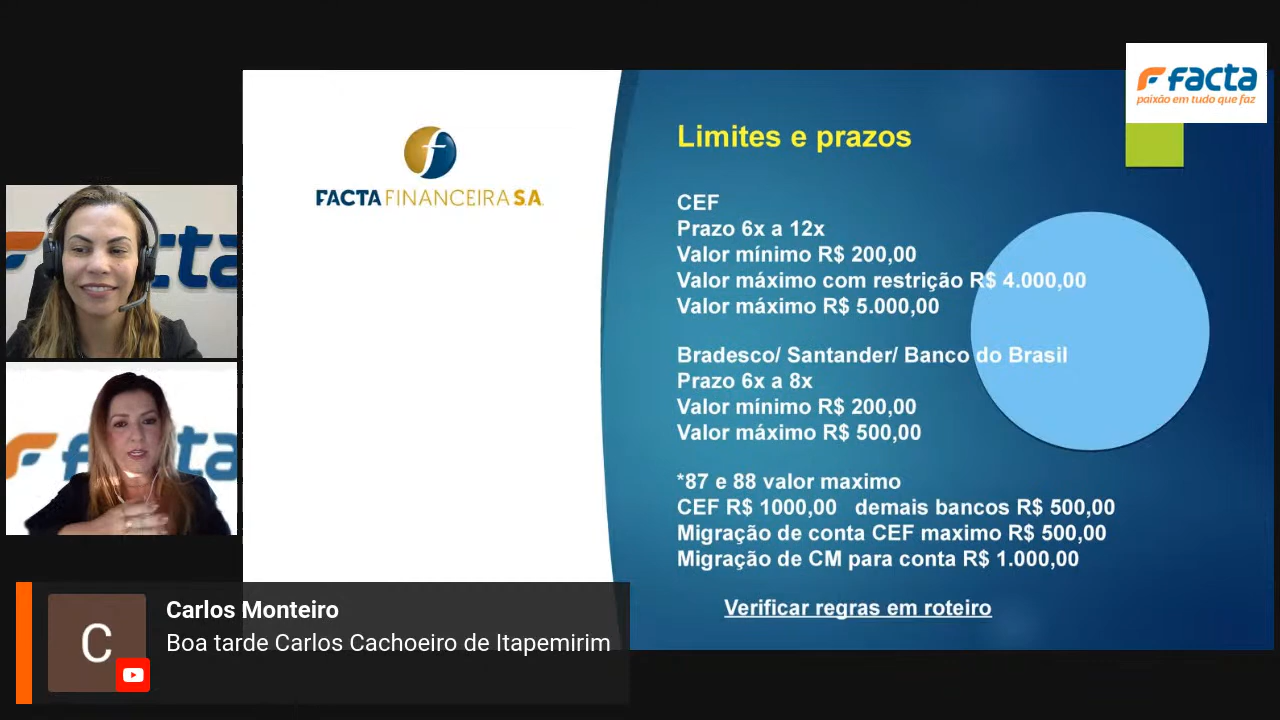 facta
paixão em tudo que faz
f
FACTA FINANCEIRA S.A.
Limites e prazos
CEF
Prazo 6x a 12x
Valor mínimo R$ 200,00
Valor máximo com restrição R$ 4.000,00
Valor máximo R$ 5.000,00
Bradesco/ Santander/ Banco do Brasil
Prazo 6x a 8x
Valor mínimo R$ 200,00
Valor máximo R$ 500,00
*87 e 88 valor maximo
CEF R$ 1000,00   demais bancos R$ 500,00
Migração de conta CEF maximo R$ 500,00
Migração de CM para conta R$ 1.000,00
Verificar regras em roteiro
cta
facta
C
Carlos Monteiro
Boa tarde Carlos Cachoeiro de Itapemirim